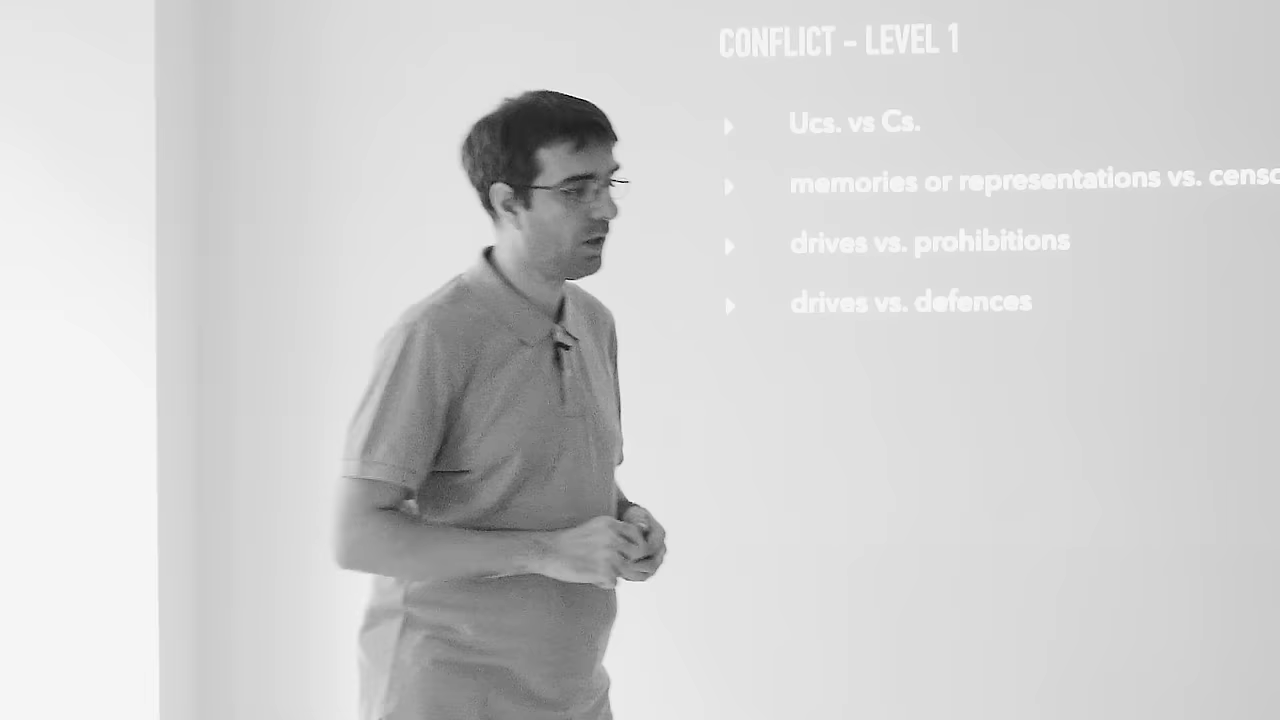 CONFLICT - LEVEL 1
Ucs. vs Cs.
memories or representations vs.
drives vs. prohibitions
drives vs. defences